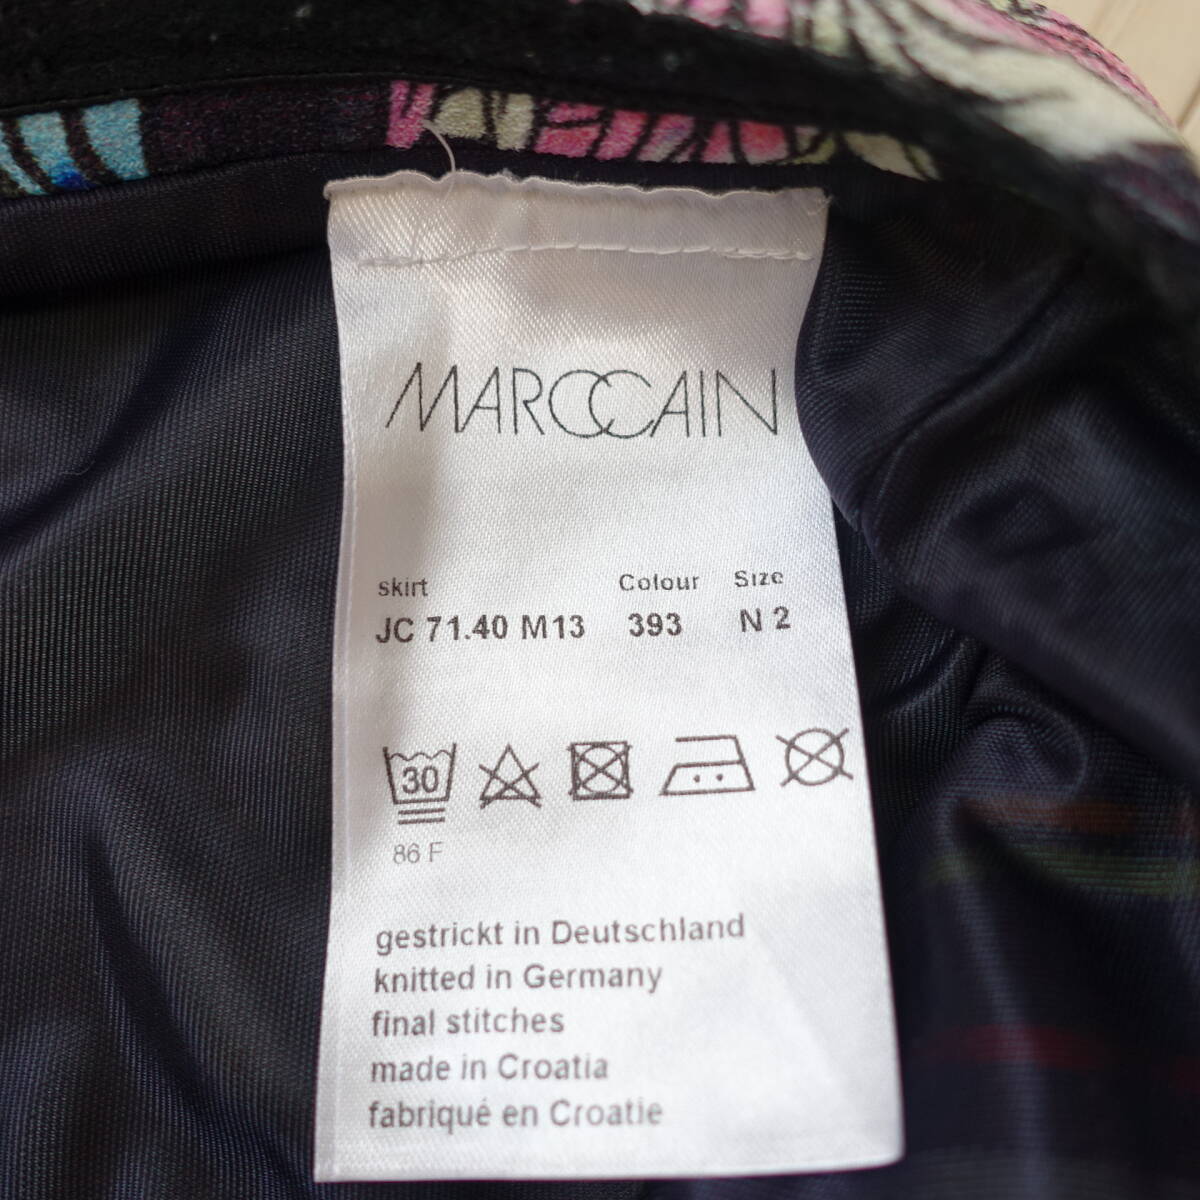 MARCCAIN
skirt Colour Size
JC 71.40 M13 393 N 2
30
86 F
gestrickt in Deutschland
knitted in Germany
final stitches
made in Croatia
fabriqué en Croatie